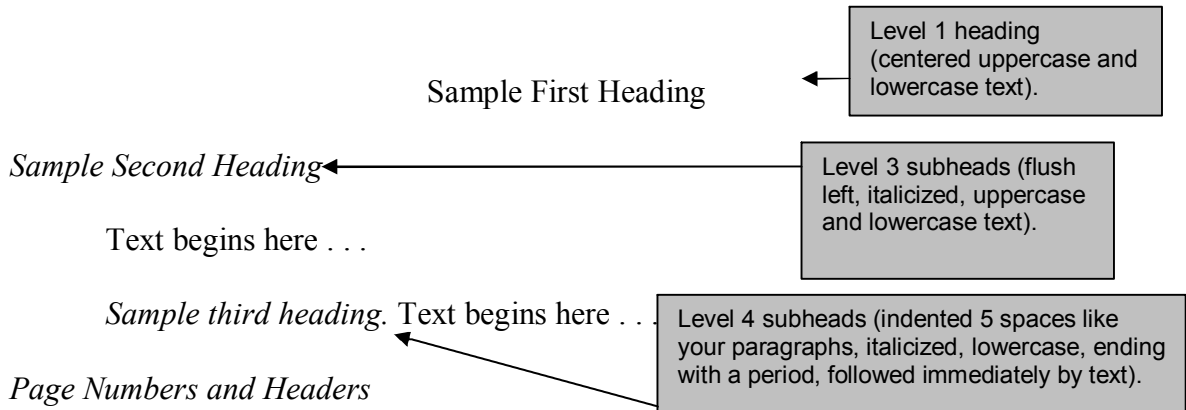 Level 1 heading
(centered uppercase and
lowercase text).
Sample First Heading
Sample Second Heading
Level 3 subheads (flush
left, italicized, uppercase
and lowercase text).
Text begins here . . .
Sample third heading. Text begins here . . .
Level 4 subheads (indented 5 spaces like
your paragraphs, italicized, lowercase, ending
with a period, followed immediately by text).
Page Numbers and Headers